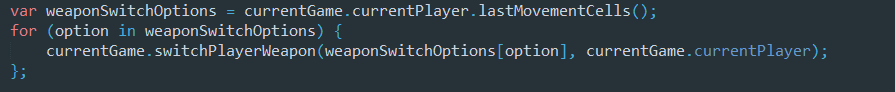 var weaponSwitchOptions = currentGame.currentPlayer.lastMovementCells();
for (option in weaponSwitchOptions) {
    currentGame.switchPlayerWeapon(weaponSwitchOptions[option], currentGame.currentPlayer);
};